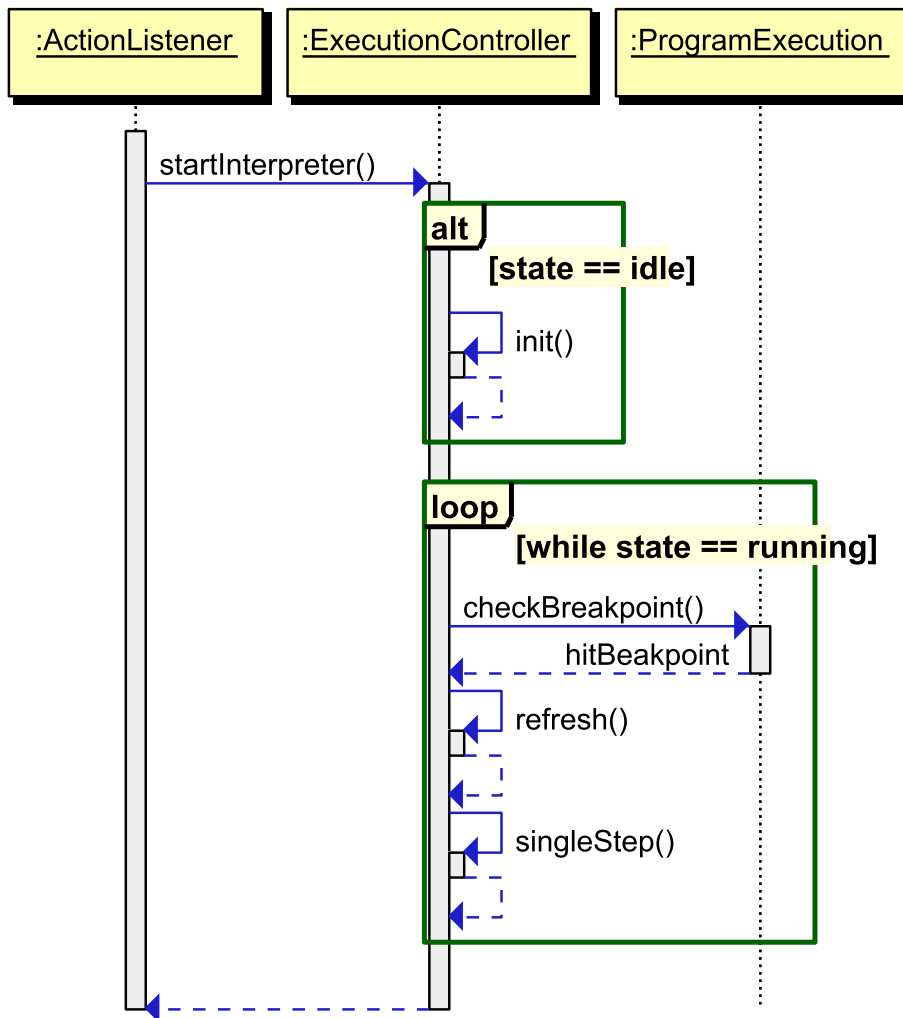 :ActionListener
:ExecutionController
:ProgramExecution
startInterpreter()
alt
[state == idle]
init()
loop
[while state == running]
checkBreakpoint()
hitBeakpoint
refresh()
singleStep()